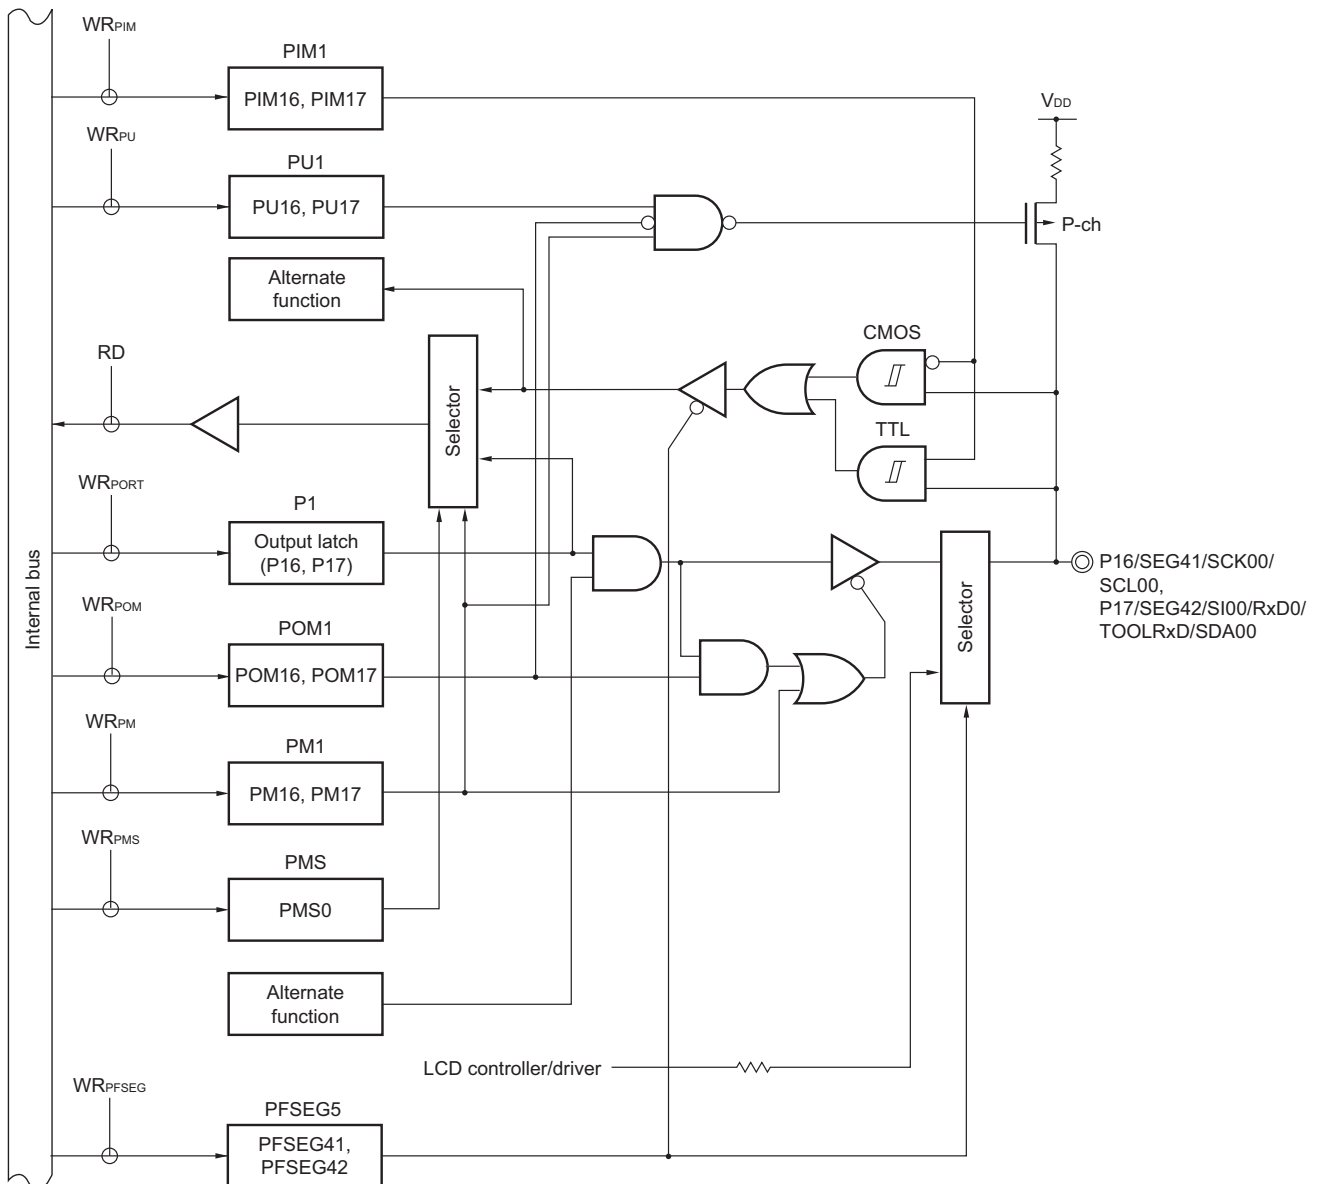 WRPIM
PIM1
PIM16, PIM17
VDD
WRPU
PU1
PU16, PU17
P-ch
Alternate
function
CMOS
RD
Selector
TTL
WRPORT
P1
Output latch
(P16, P17)
Internal bus
Selector
P16/SEG41/SCK00/
SCL00,
P17/SEG42/SI00/RxD0/
TOOLRxD/SDA00
WRPOM
POM1
POM16, POM17
WRPM
PM1
PM16, PM17
WRPMS
PMS
PMS0
Alternate
function
LCD controller/driver
WRPFSEG
PFSEG5
PFSEG41,
PFSEG42